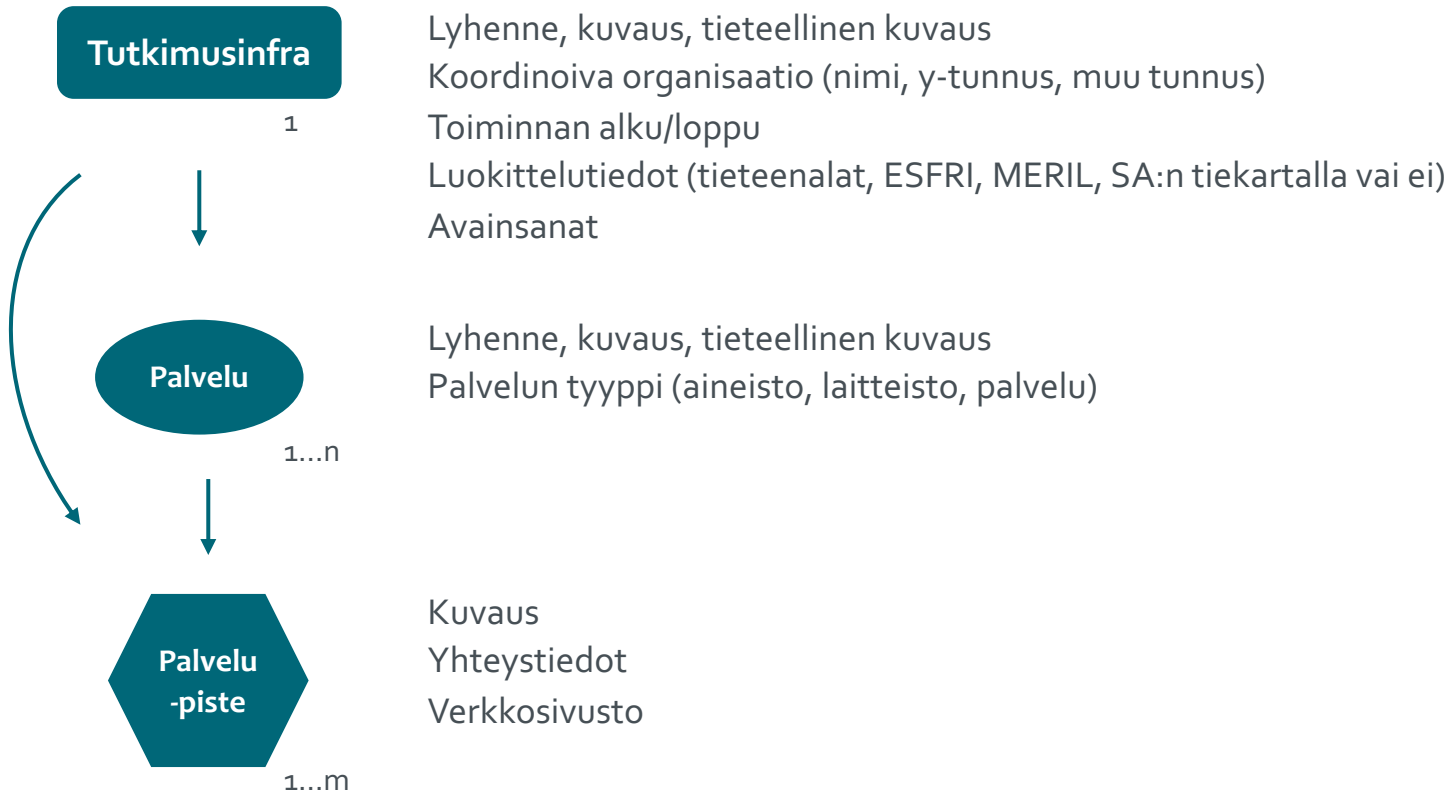 Tutkimusinfra
1
Lyhenne, kuvaus, tieteellinen kuvaus
Koordinoiva organisaatio (nimi, y-tunnus, muu tunnus)
Toiminnan alku/loppu
Luokittelutiedot (tieteenalat, ESFRI, MERIL, SA:n tiekartalla vai ei)
Avainsanat
Palvelu
1...n
Lyhenne, kuvaus, tieteellinen kuvaus
Palvelun tyyppi (aineisto, laitteisto, palvelu)
Palvelu
-piste
1...m
Kuvaus
Yhteystiedot
Verkkosivusto